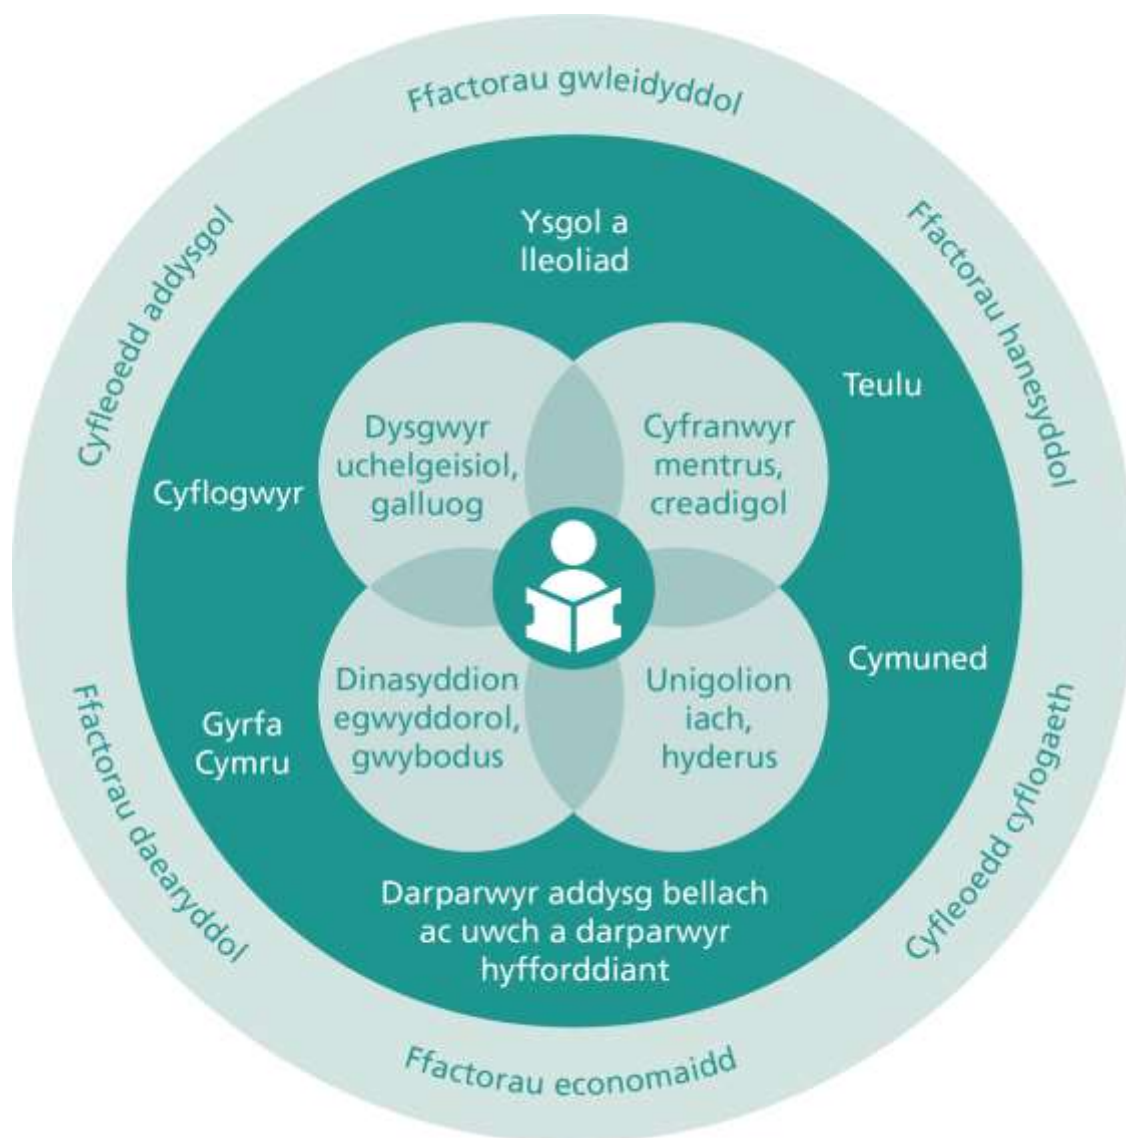 Ffactorau gwleidyddol
Ffactorau hanesyddol
Cyfleoedd cyflogaeth
Ffactorau economaidd
Ffactorau daearyddol
Cyfleoedd addysgol
Ysgol a
lleoliad
Teulu
Cymuned
Darparwyr addysg bellach
ac uwch a darparwyr
hyfforddiant
Gyrfa
Cymru
Cyflogwyr
Dysgwyr
uchelgeisiol,
galluog
Cyfranwyr
mentrus,
creadigol
Dinasyddion
egwyddorol,
gwybodus
Unigolion
iach,
hyderus